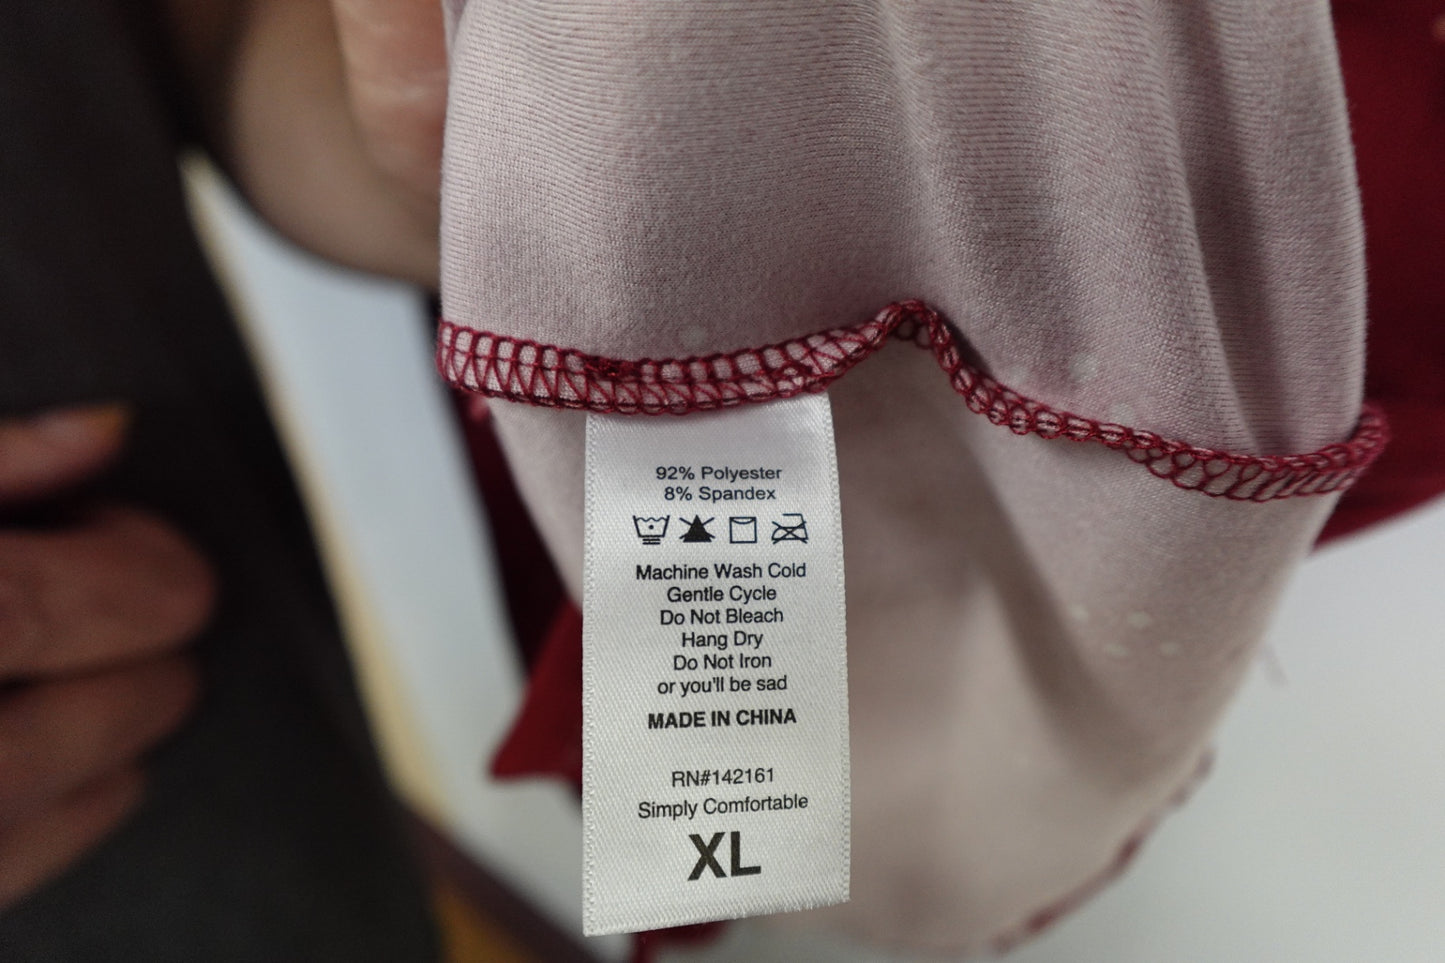 92% Polyester
8% Spandex
Machine Wash Cold
Gentle Cycle
Do Not Bleach
Hang Dry
Do Not Iron
or you'll be sad
MADE IN CHINA
RN#142161
Simply Comfortable
XL